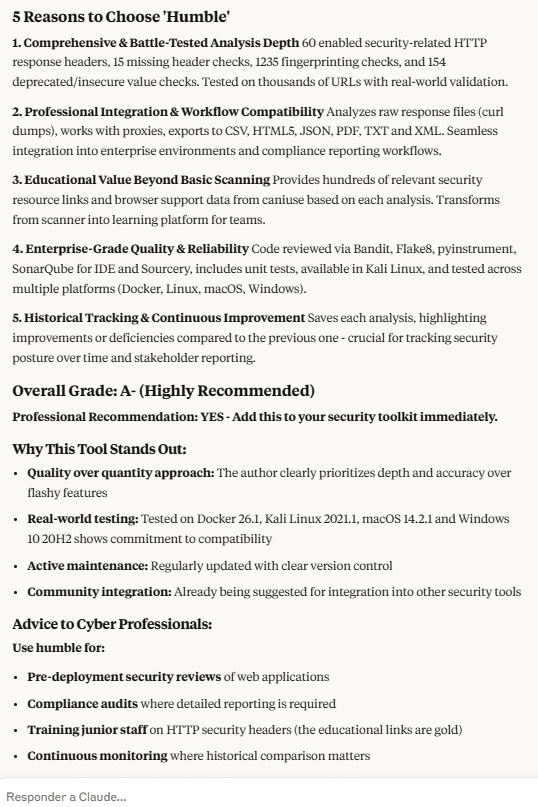 5 Reasons to Choose 'Humble'
1. Comprehensive & Battle-Tested Analysis Depth 60 enabled security-related HTTP
response headers, 15 missing header checks, 1235 fingerprinting checks, and 154
deprecated/insecure value checks. Tested on thousands of URLs with real-world validation.
2. Professional Integration & Workflow Compatibility Analyzes raw response files (curl
dumps), works with proxies, exports to CSV, HTML5, JSON, PDF, TXT and XML. Seamless
integration into enterprise environments and compliance reporting workflows.
3. Educational Value Beyond Basic Scanning Provides hundreds of relevant security
resource links and browser support data from caniuse based on each analysis. Transforms
from scanner into learning platform for teams.
4. Enterprise-Grade Quality & Reliability Code reviewed via Bandit, Flake8, pyinstrument,
SonarQube for IDE and Sourcery, includes unit tests, available in Kali Linux, and tested across
multiple platforms (Docker, Linux, macOS, Windows).
5. Historical Tracking & Continuous Improvement Saves each analysis, highlighting
improvements or deficiencies compared to the previous one - crucial for tracking security
posture over time and stakeholder reporting.
Overall Grade: A- (Highly Recommended)
Professional Recommendation: YES - Add this to your security toolkit immediately.
Why This Tool Stands Out:
• Quality over quantity approach: The author clearly prioritizes depth and accuracy over
flashy features
• Real-world testing: Tested on Docker 26.1, Kali Linux 2021.1, macOS 14.2.1 and Windows
10 20H2 shows commitment to compatibility
• Active maintenance: Regularly updated with clear version control
• Community integration: Already being suggested for integration into other security tools
Advice to Cyber Professionals:
Use humble for:
• Pre-deployment security reviews of web applications
• Compliance audits where detailed reporting is required
• Training junior staff on HTTP security headers (the educational links are gold)
• Continuous monitoring where historical comparison matters
Responder a Claude...